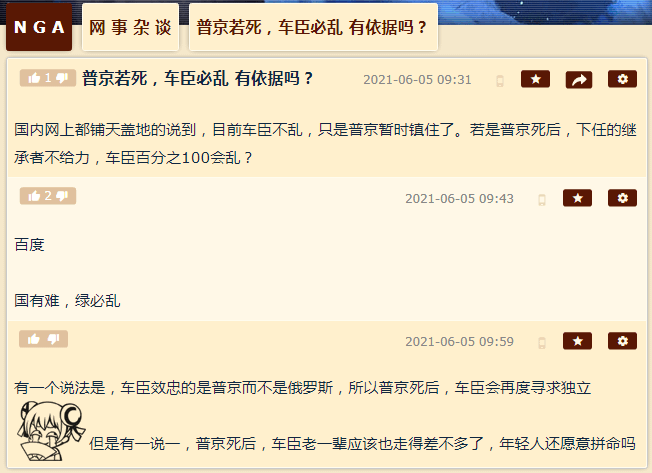 NGA 网事杂谈 普京若死，车臣必乱 有依据吗？
1 普京若死，车臣必乱 有依据吗？ 2021-06-05 09:31
国内网上都铺天盖地的说到，目前车臣不乱，只是普京暂时镇住了。若是普京死后，下任的继
承者不给力，车臣百分之100会乱？
2 2021-06-05 09:43
百度
国有难，绿必乱
2021-06-05 09:59
有一个说法是，车臣效忠的是普京而不是俄罗斯，所以普京死后，车臣会再度寻求独立
但是有一说一，普京死后，车臣老一辈应该也走得差不多了，年轻人还愿意拼命吗